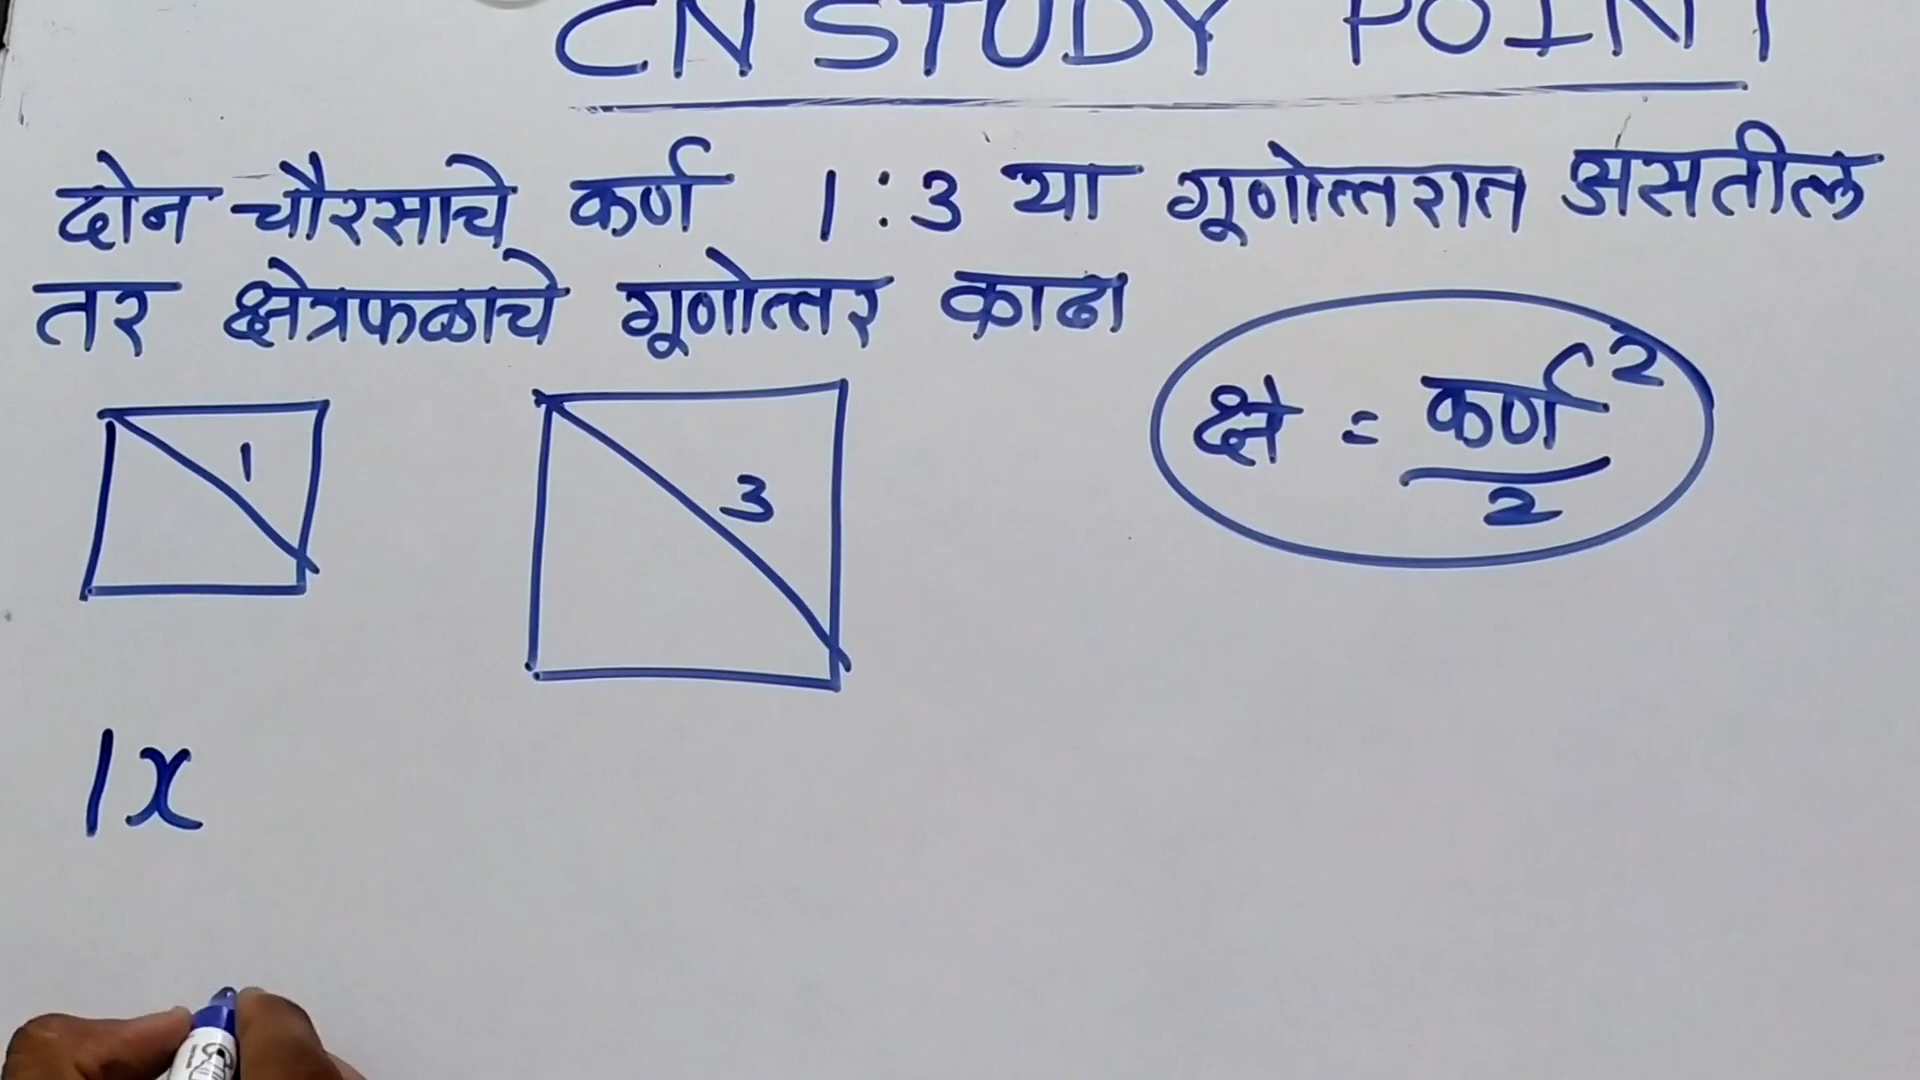 CN STUDY POINT
दोन चौरसाचे कर्ण 1:3 या गूणोत्तरात असतील
तर क्षेत्रफळाचे गूणोत्तर काढा
1
3
क्षे = कर्ण² / 2
1x